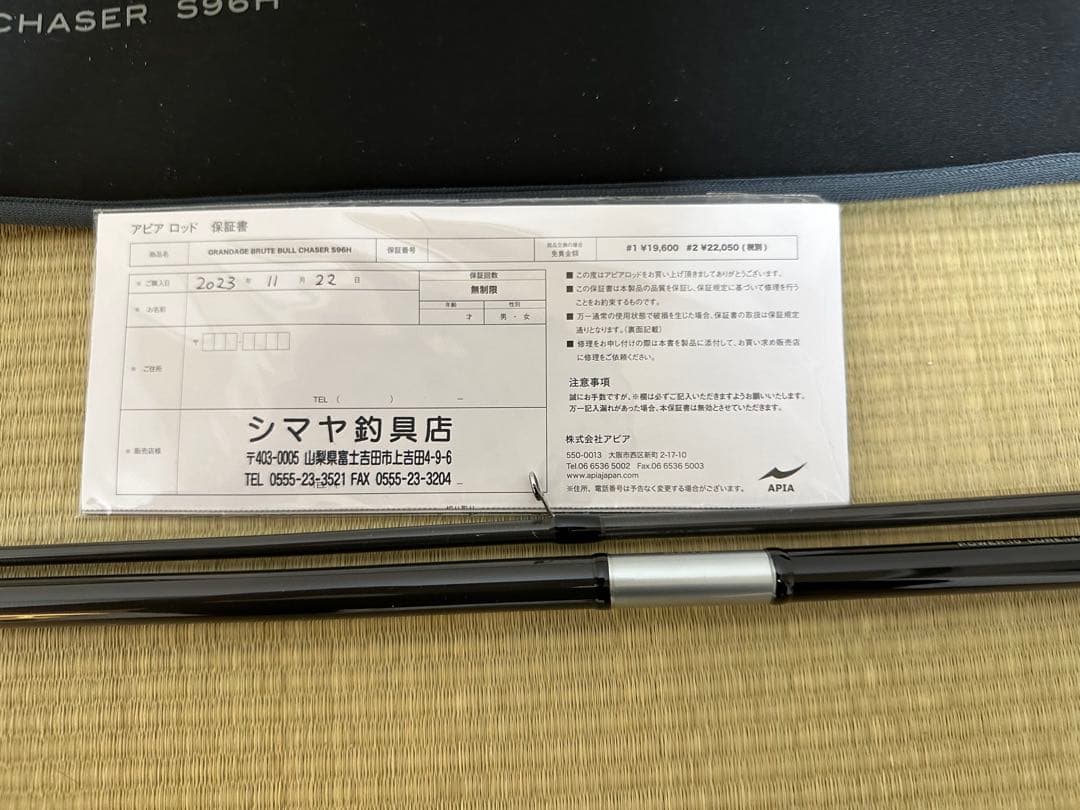 CHASER S96H
アピア ロッド 保証書
商品名 GRANDAGE BRUTE BULL CHASER S96H 保証番号 部品交換の場合 免責金額 #1 ¥19,600 #2 ¥22,050 (税別)
※ご購入日 2023 年 11 月 22 日
保証回数
無制限
※ お名前
年齢 性別
才 男・女
※ ご住所
〒
TEL ( ) －
※ 販売店様
シマヤ釣具店
〒403-0005 山梨県富士吉田市上吉田4-9-6
TEL 0555-23-3521 FAX 0555-23-3204
■ この度はアピアロッドをお買い上げ頂きましてありがとうございます。
■ この保証書は本製品の品質を保証し、保証規定に基づいて修理を行う
ことをお約束するものです。
■ 万一通常の使用状態で破損を生じた場合、保証書の取扱は保証規定
通りとなります。(裏面記載)
■ 修理をお申し付けの際は本書を製品に添付して、お買い求め販売店
に修理をご依頼ください。
注意事項
誠にお手数ですが、※欄は必ずご記入いただきますようお願いいたします。
万一記入漏れがあった場合、本保証書は無効とさせていただきます。
株式会社アピア
550-0013 大阪市西区新町 2-17-10
Tel.06 6536 5002 Fax.06 6536 5003
www.apiajapan.com
※住所、電話番号は予告なく変更する場合がございます。
APIA